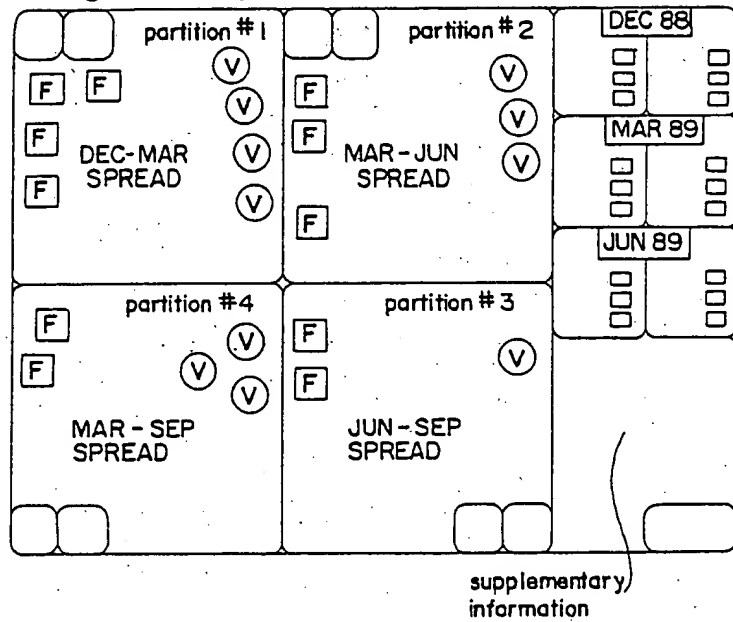 partition #1
V
F F
V
F
DEC-MAR
SPREAD
V
F
V
partition #2
V
F
V
F
MAR-JUN
SPREAD
V
F
DEC 88
MAR 89
JUN 89
partition #4
F
V
F
V
V
MAR-SEP
SPREAD
partition #3
F
V
F
JUN-SEP
SPREAD
supplementary
information